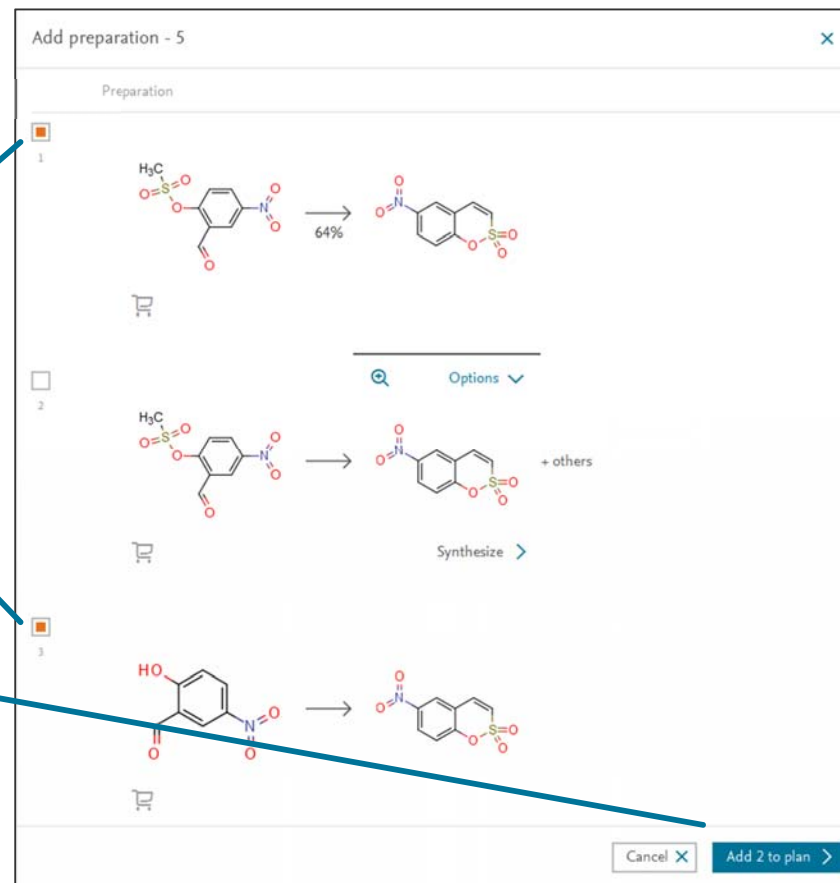 Add preparation - 5
Preparation
1
H₃C
O
S
O
O
N
O
O
O
64%
O
N
O
O
S
O
O
Options
2
H₃C
O
S
O
O
N
O
O
O
O
N
O
O
S
O
O
+ others
Synthesize
3
HO
N
O
O
O
O
N
O
O
S
O
O
Cancel X
Add 2 to plan